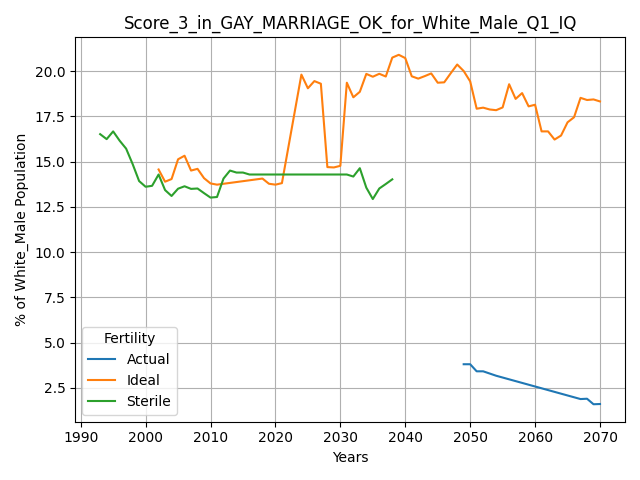 Score_3_in_GAY_MARRIAGE_OK_for_White_Male_Q1_IQ
% of White_Male Population
20.0
17.5
15.0
12.5
10.0
7.5
5.0
2.5
Fertility
Actual
Ideal
Sterile
1990 2000 2010 2020 2030 2040 2050 2060 2070
Years